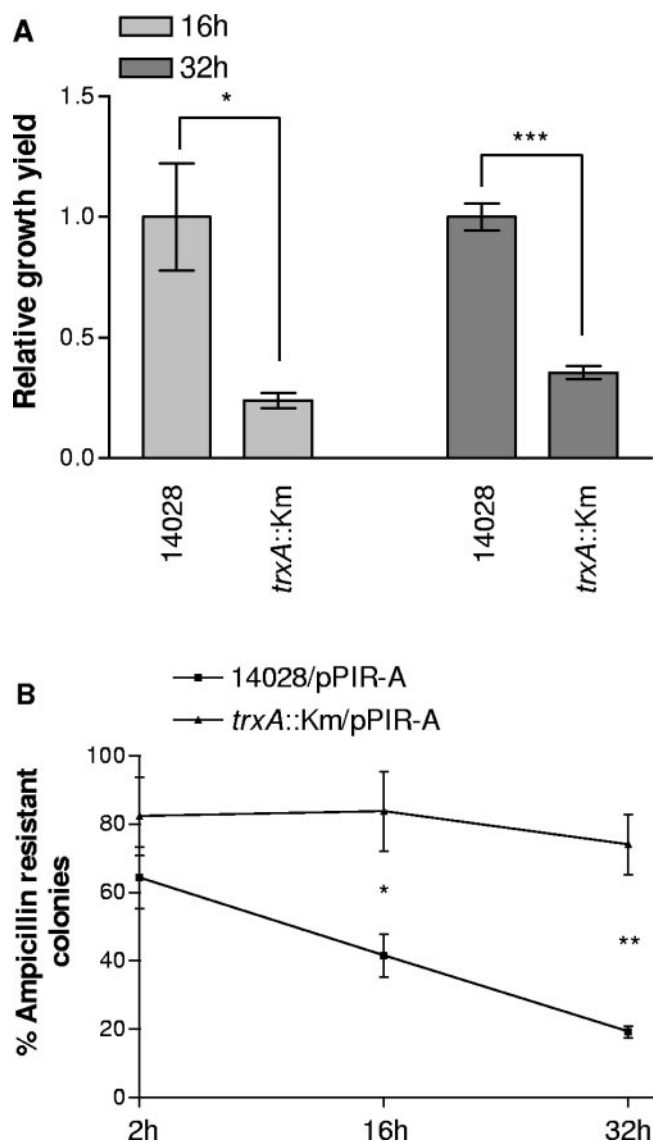 A
16h
32h
Relative growth yield
1.5
1.0
0.5
0.0
*
***
14028
trxA::Km
14028
trxA::Km
B
14028/pPIR-A
trxA::Km/pPIR-A
% Ampicillin resistant
colonies
100
80
60
40
20
0
*
**
2h
16h
32h